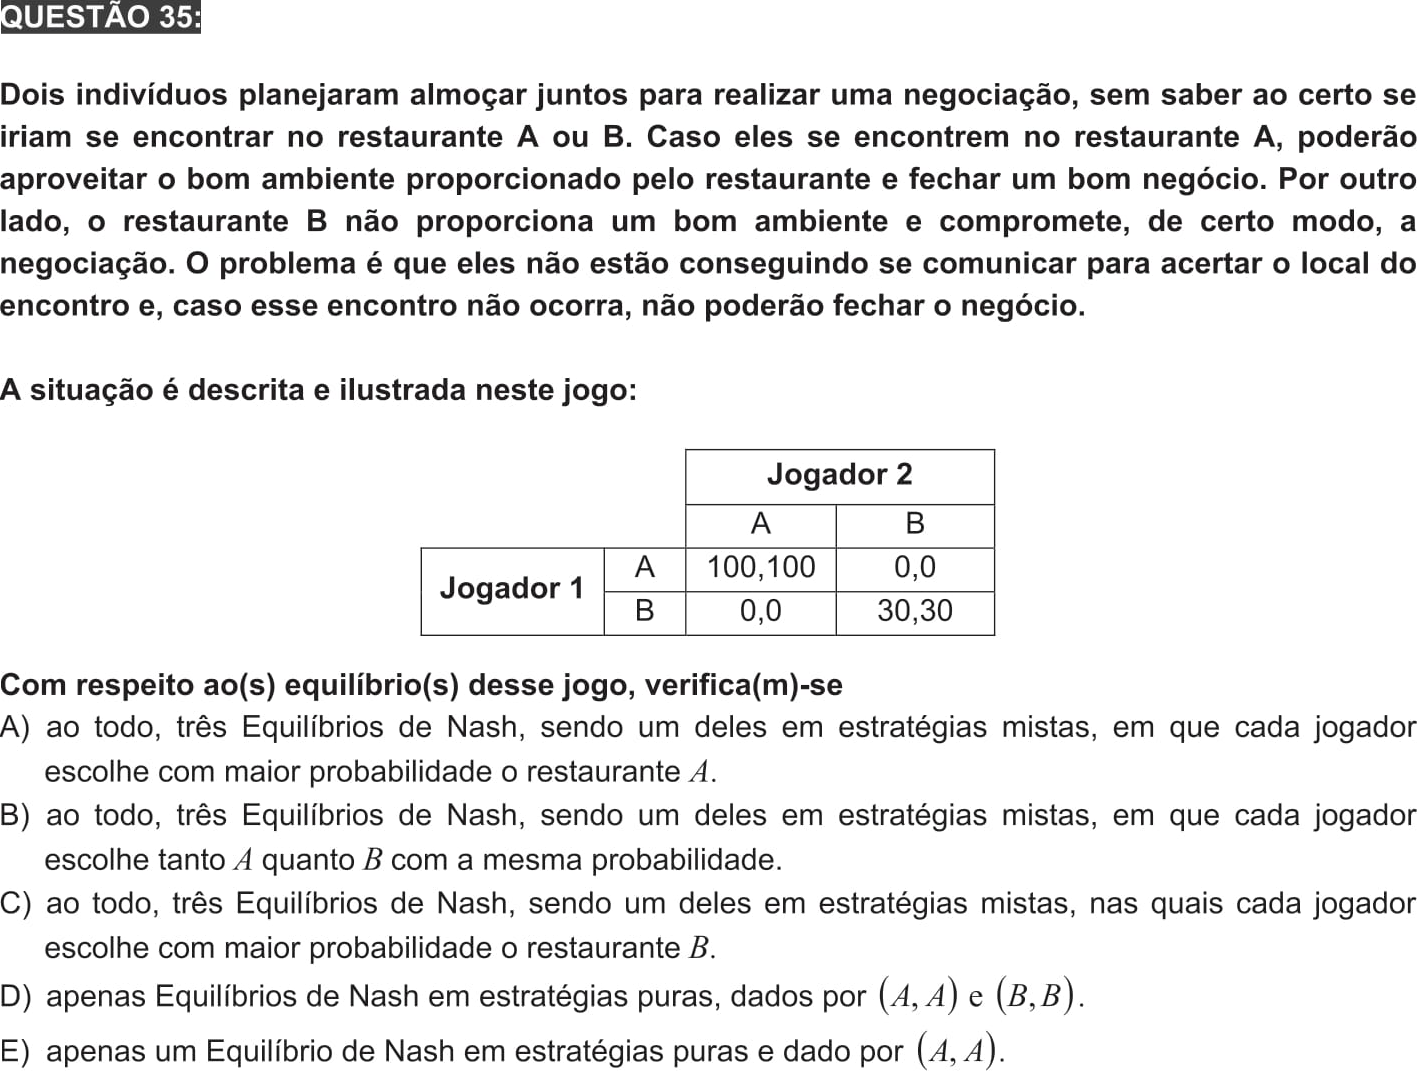 QUESTÃO 35:
Dois indivíduos planejaram almoçar juntos para realizar uma negociação, sem saber ao certo se
iriam se encontrar no restaurante A ou B. Caso eles se encontrem no restaurante A, poderão
aproveitar o bom ambiente proporcionado pelo restaurante e fechar um bom negócio. Por outro
lado, o restaurante B não proporciona um bom ambiente e compromete, de certo modo, a
negociação. O problema é que eles não estão conseguindo se comunicar para acertar o local do
encontro e, caso esse encontro não ocorra, não poderão fechar o negócio.
A situação é descrita e ilustrada neste jogo:
Jogador 2
A B
Jogador 1 A 100,100 0,0
B 0,0 30,30
Com respeito ao(s) equilíbrio(s) desse jogo, verifica(m)-se
A) ao todo, três Equilíbrios de Nash, sendo um deles em estratégias mistas, em que cada jogador
escolhe com maior probabilidade o restaurante A.
B) ao todo, três Equilíbrios de Nash, sendo um deles em estratégias mistas, em que cada jogador
escolhe tanto A quanto B com a mesma probabilidade.
C) ao todo, três Equilíbrios de Nash, sendo um deles em estratégias mistas, nas quais cada jogador
escolhe com maior probabilidade o restaurante B.
D) apenas Equilíbrios de Nash em estratégias puras, dados por (A, A) e (B, B).
E) apenas um Equilíbrio de Nash em estratégias puras e dado por (A, A).